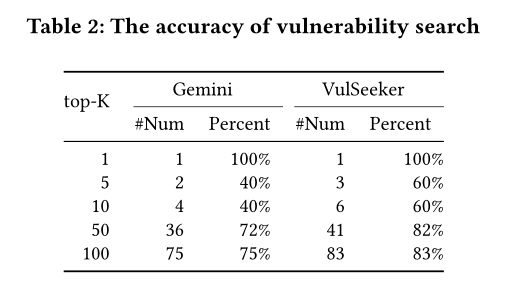 Table 2: The accuracy of vulnerability search
top-K Gemini VulSeeker
#Num Percent #Num Percent
1 1 100% 1 100%
5 2 40% 3 60%
10 4 40% 6 60%
50 36 72% 41 82%
100 75 75% 83 83%